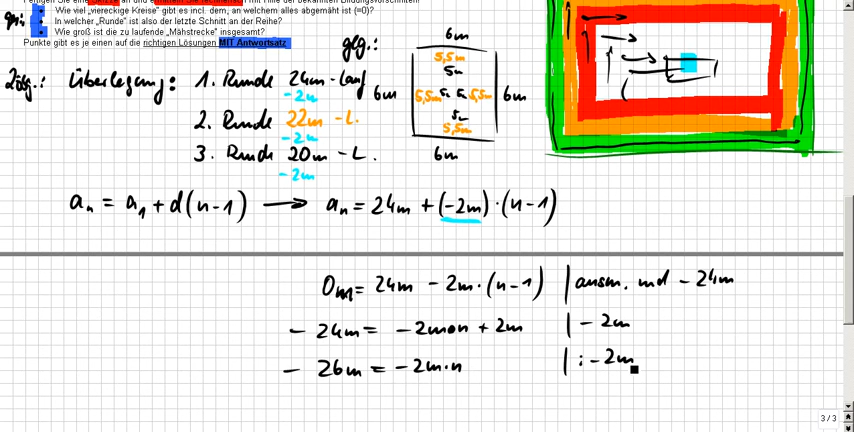 Wie viel „viereckige Kreise" gibt es incl. dem, an welchem alles abgemäht ist (=0)?
In welcher „Runde" ist also der letzte Schnitt an der Reihe?
Wie groß ist die zu laufende „Mähstrecke" insgesamt?
Punkte gibt es je einen auf die richtigen Lösungen MIT Antwortsatz
geg.:
6m
5,5m
5m
6m 5,5m 5m 5m 5,5m 6m
5m
5,5m
6m
Lösg.: Überlegung: 1. Runde 24m - Lauf
-2m
2. Runde 22m - L.
-2m
3. Runde 20m - L.
-2m
an = a1 + d(n-1) → an = 24m + (-2m)·(n-1)
0m = 24m - 2m·(n-1) | ausm. und - 24m
- 24m = -2m·n + 2m | - 2m
- 26m = -2m·n | : -2m
3/3